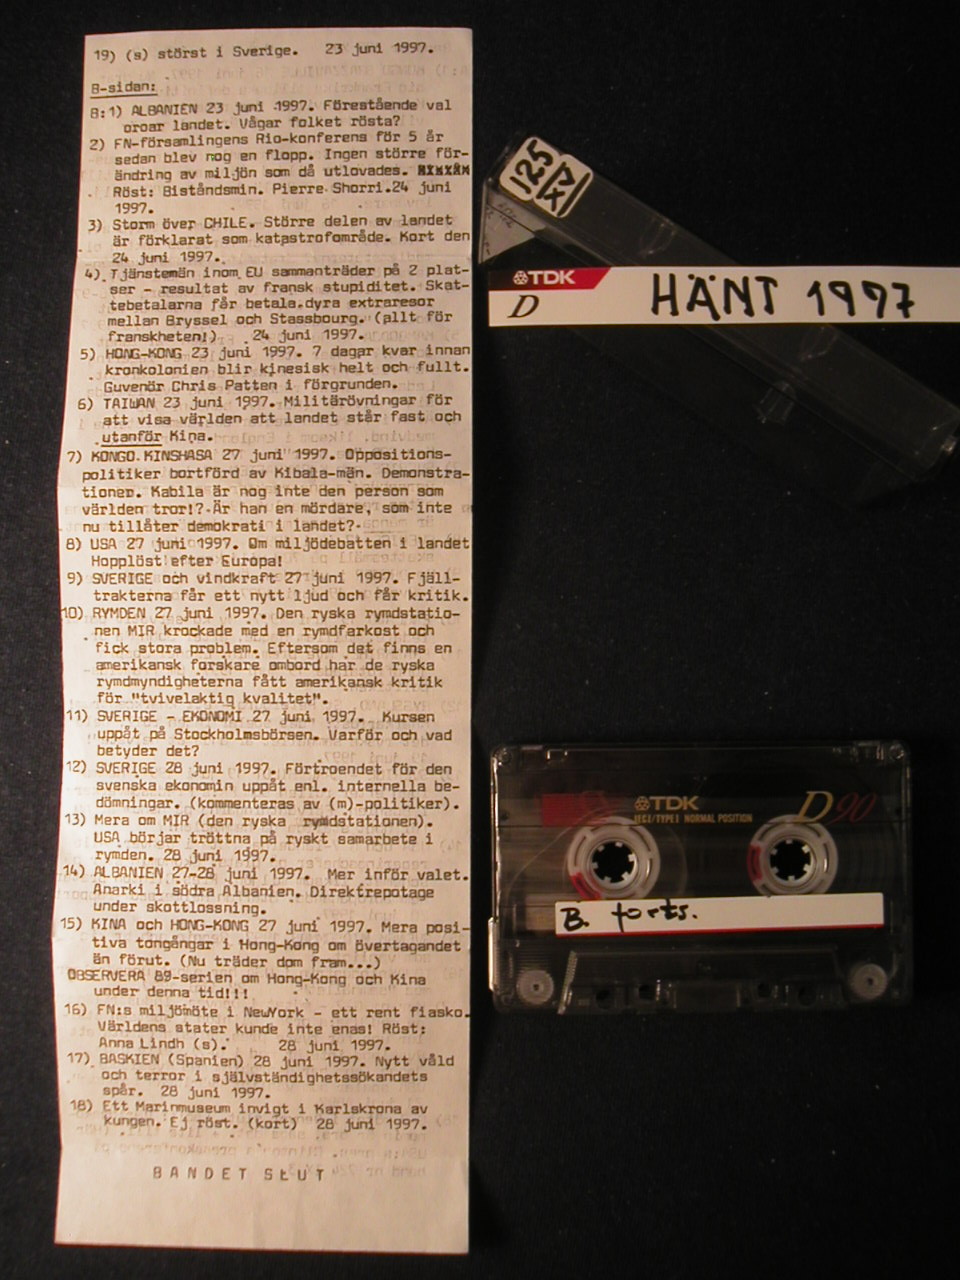 19) (s) störst i Sverige. 23 juni 1997.
B-sidan:
B:1) ALBANIEN 23 juni 1997. Förestående val
oroar landet. Vågar folket rösta?
2) FN-församlingens Rio-konferens för 5 år
sedan blev nog en flopp. Ingen större för-
ändring av miljön som då utlovades.
Röst: Biståndsmin. Pierre Shorri.24 juni
1997.
3) Storm över CHILE. Större delen av landet
är förklarat som katastrofområde. Kort den
24 juni 1997.
4) Tjänstemän inom EU sammanträder på 2 plat-
ser - resultat av fransk stupiditet. Skat-
tebetalarna får betala dyra extraresor
mellan Bryssel och Stassbourg. (allt för
franskheten!) 24 juni 1997.
5) HONG-KONG 23 juni 1997. 7 dagar kvar innan
kronkolonien blir kinesisk helt och fullt.
Guvenör Chris Patten i förgrunden.
6) TAIWAN 23 juni 1997. Militärövningar för
att visa världen att landet står fast och
utanför Kina.
7) KONGO.KINSHASA 27 juni 1997. Oppositions-
politiker bortförd av Kibala-män. Demonstra-
tioner. Kabila är nog inte den person som
världen tror!? Är han en mördare, som inte
nu tillåter demokrati i landet?
8) USA 27 juni 1997. Om miljödebatten i landet
Hopplöst efter Europa!
9) SVERIGE och vindkraft 27 juni 1997. Fjäll-
trakterna får ett nytt ljud och får kritik.
10) RYMDEN 27 juni 1997. Den ryska rymdstatio-
nen MIR krockade med en rymdfarkost och
fick stora problem. Eftersom det finns en
amerikansk forskare ombord har de ryska
rymdmyndigheterna fått amerikansk kritik
för "tvivelaktig kvalitet".
11) SVERIGE - EKONOMI 27 juni 1997. Kursen
uppåt på Stockholmsbörsen. Varför och vad
betyder det?
12) SVERIGE 28 juni 1997. Förtroendet för den
svenska ekonomin uppåt enl. internella be-
dömningar. (kommenteras av (m)-politiker).
13) Mera om MIR (den ryska rymdstationen).
USA börjar tröttna på ryskt samarbete i
rymden. 28 juni 1997.
14) ALBANIEN 27-28 juni 1997. Mer inför valet.
Anarki i södra Albanien. Direktrepotage
under skottlossning.
15) KINA och HONG-KONG 27 juni 1997. Mera posi-
tiva tongångar i Hong-Kong om övertagandet
än förut. (Nu träder dom fram...)
OBSERVERA 89-serien om Hong-Kong och Kina
under denna tid!!!
16) FN:s miljömöte i NewYork - ett rent fiasko.
Världens stater kunde inte enas! Röst:
Anna Lindh (s). 28 juni 1997.
17) BASKIEN (Spanien) 28 juni 1997. Nytt våld
och terror i självständighetssökandets
spår. 28 juni 1997.
18) Ett Marinmuseum invigt i Karlskrona av
kungen. Ej röst. (kort) 28 juni 1997.
BANDET SLUT
125
XV
TDK
D
HÄNT 1997
TDK
D90
IECI/TYPE I NORMAL POSITION
B. forts.